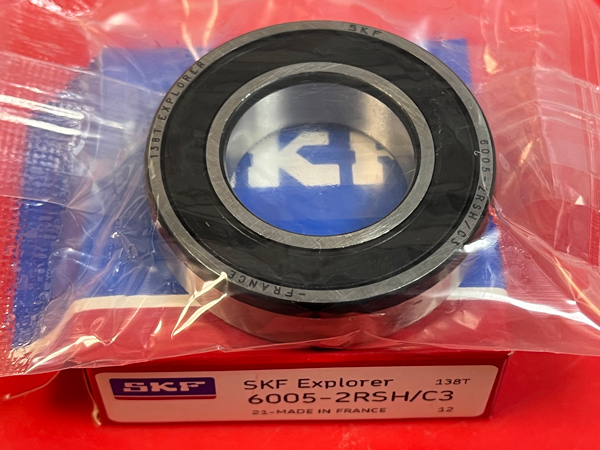 SKF
138T EXPLORER
6005-2RSH/C3
-FRANCE
SKF
SKF Explorer 138T
6005-2RSH/C3
21-MADE IN FRANCE 12